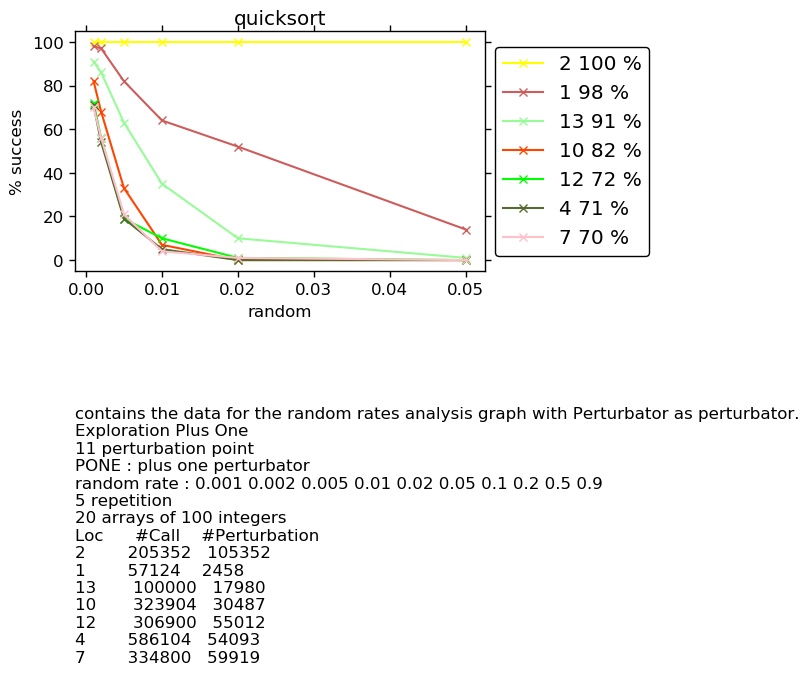 quicksort
100
80
60
40
20
0
% success
0.00 0.01 0.02 0.03 0.04 0.05
random
2 100 %
1 98 %
13 91 %
10 82 %
12 72 %
4 71 %
7 70 %
contains the data for the random rates analysis graph with Perturbator as perturbator.
Exploration Plus One
11 perturbation point
PONE : plus one perturbator
random rate : 0.001 0.002 0.005 0.01 0.02 0.05 0.1 0.2 0.5 0.9
5 repetition
20 arrays of 100 integers
Loc #Call #Perturbation
2 205352 105352
1 57124 2458
13 100000 17980
10 323904 30487
12 306900 55012
4 586104 54093
7 334800 59919